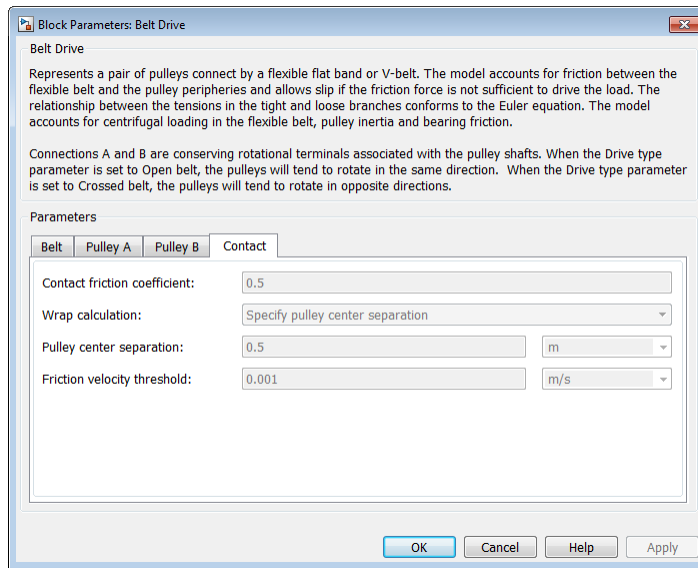 Block Parameters: Belt Drive
Belt Drive
Represents a pair of pulleys connect by a flexible flat band or V-belt. The model accounts for friction between the
flexible belt and the pulley peripheries and allows slip if the friction force is not sufficient to drive the load. The
relationship between the tensions in the tight and loose branches conforms to the Euler equation. The model
accounts for centrifugal loading in the flexible belt, pulley inertia and bearing friction.
Connections A and B are conserving rotational terminals associated with the pulley shafts. When the Drive type
parameter is set to Open belt, the pulleys will tend to rotate in the same direction.  When the Drive type parameter
is set to Crossed belt, the pulleys will tend to rotate in opposite directions.
Parameters
Belt Pulley A Pulley B Contact
Contact friction coefficient: 0.5
Wrap calculation: Specify pulley center separation
Pulley center separation: 0.5 m
Friction velocity threshold: 0.001 m/s
OK Cancel Help Apply